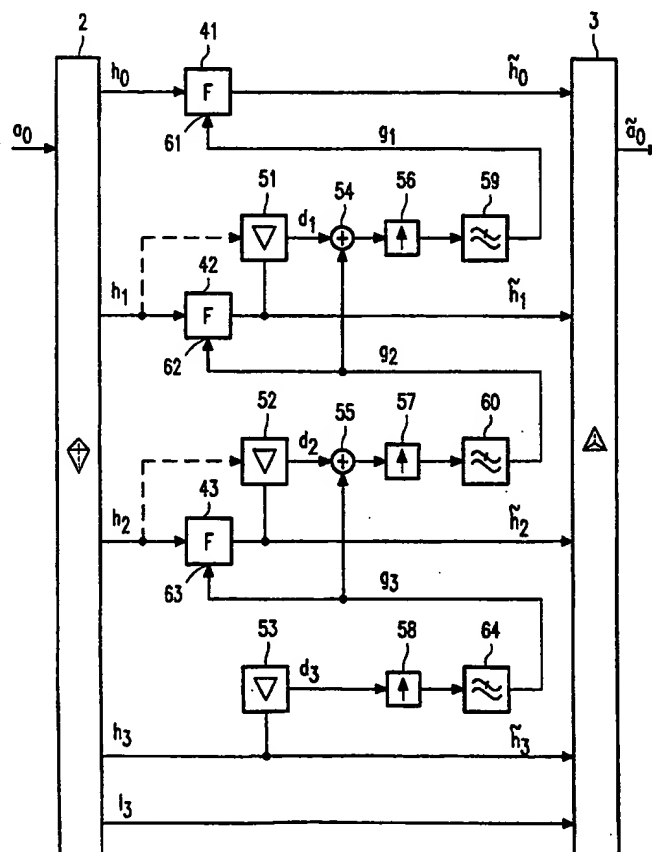 2 41 3
h₀ F h̃₀
a₀ 61 g₁ ã₀
51 54 56 59
▽ d₁ + ↑
h₁ 42 h̃₁
F
62 g₂
52 55 57 60
▽ d₂ + ↑
h₂ 43 h̃₂
F
63 g₃
53 58 64
▽ d₃ ↑
h₃ h̃₃
l₃